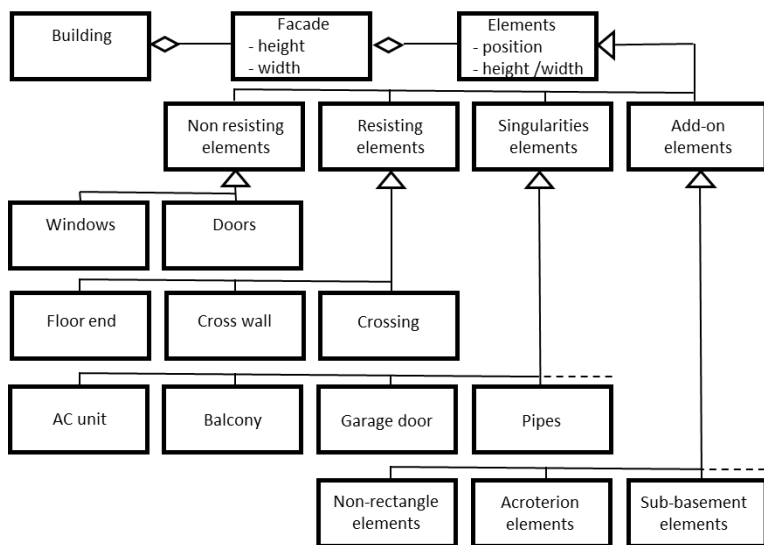 Building
Facade
- height
- width
Elements
- position
- height /width
Non resisting
elements
Resisting
elements
Singularities
elements
Add-on
elements
Windows
Doors
Floor end
Cross wall
Crossing
AC unit
Balcony
Garage door
Pipes
Non-rectangle
elements
Acroterion
elements
Sub-basement
elements